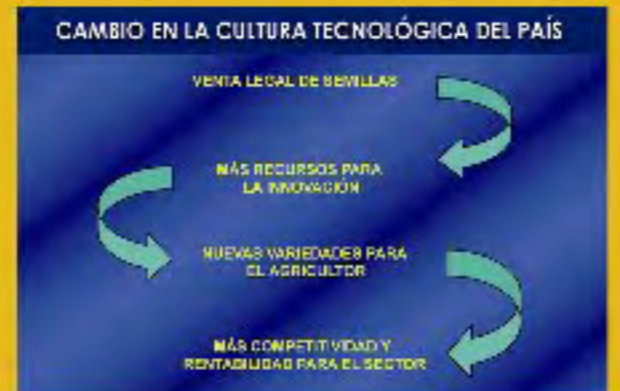 CAMBIO EN LA CULTURA TECNOLÓGICA DEL PAÍS
VENTA LEGAL DE SEMILLAS
MÁS RECURSOS PARA
LA INNOVACIÓN
NUEVAS VARIEDADES PARA
EL AGRICULTOR
MÁS COMPETITIVIDAD Y
RENTABILIDAD PARA EL SECTOR